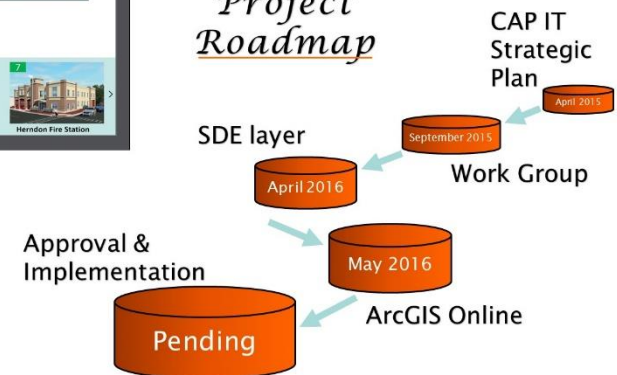 Project
Roadmap
CAP IT
Strategic
Plan
April 2015
7
Herndon Fire Station
SDE layer
September 2015
Work Group
April 2016
Approval &
Implementation
May 2016
ArcGIS Online
Pending